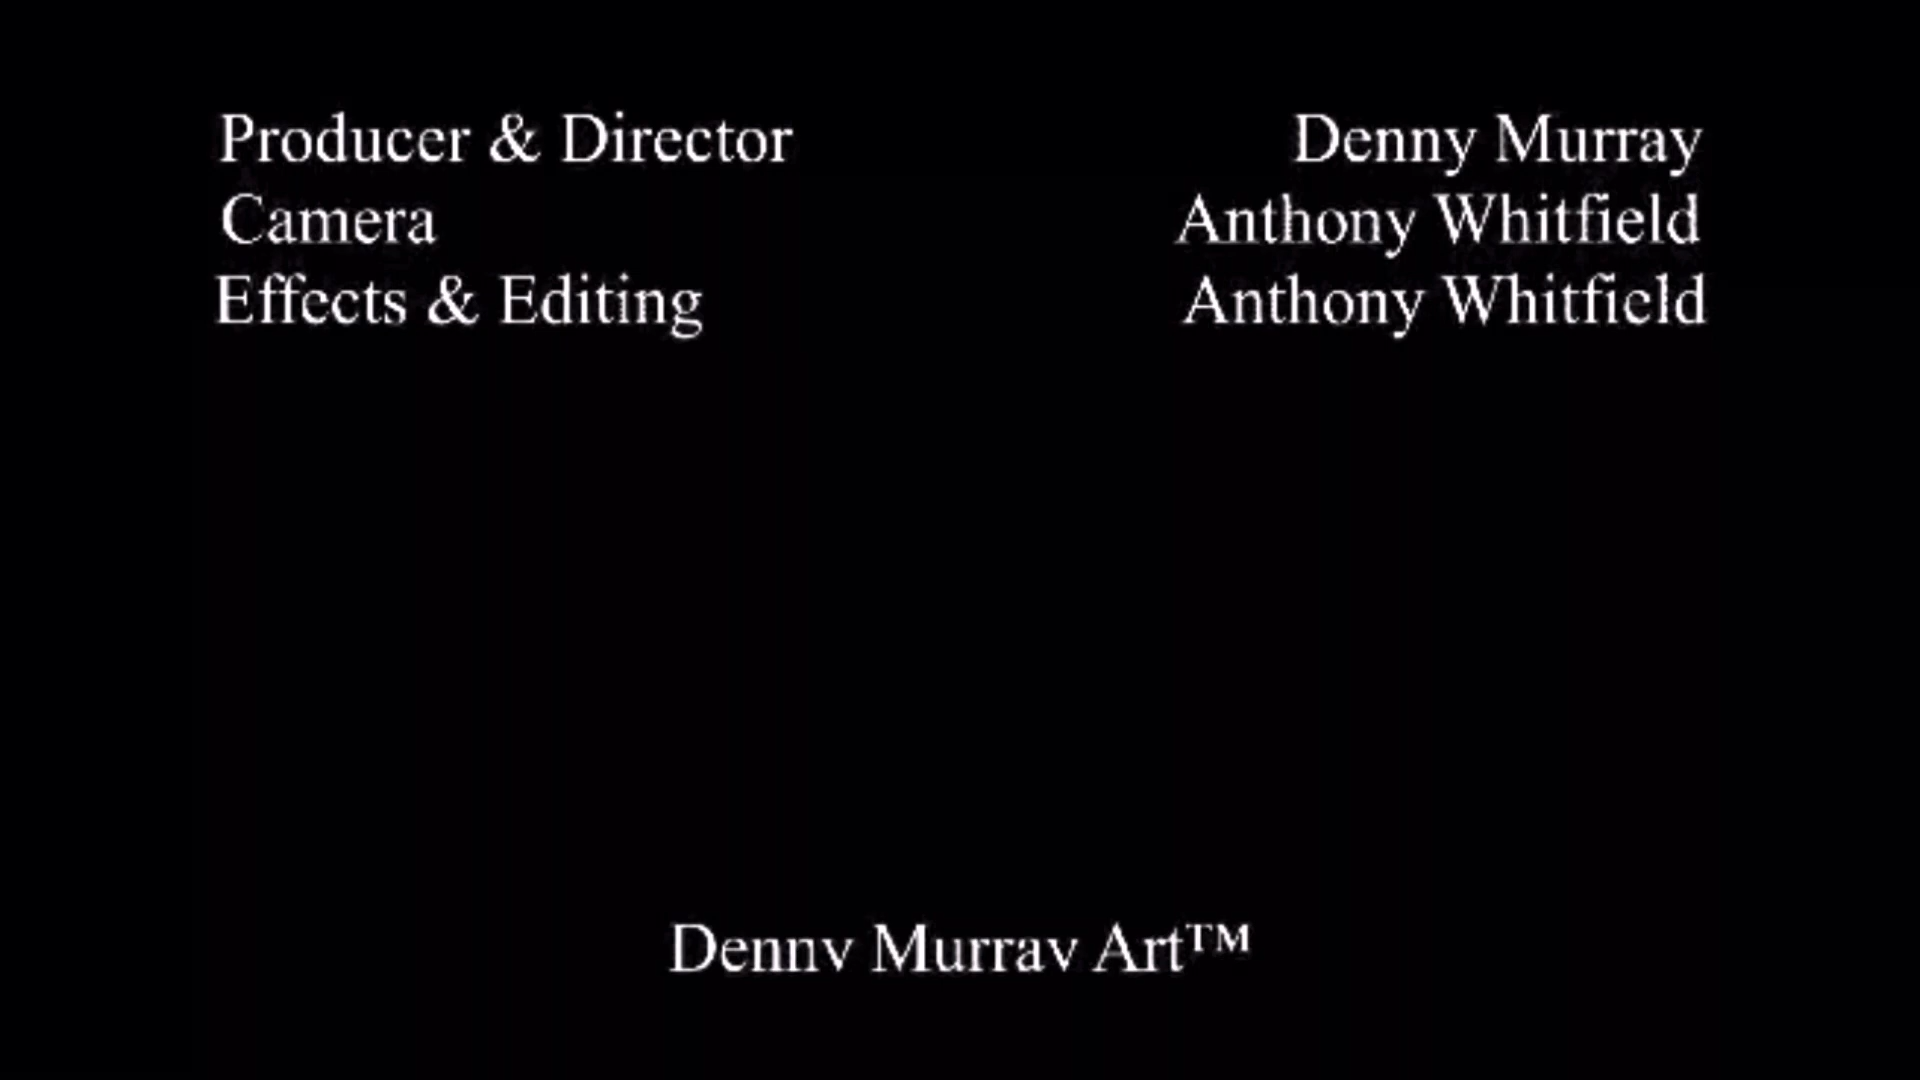 Producer & Director Denny Murray
Camera Anthony Whitfield
Effects & Editing Anthony Whitfield
Denny Murray Art™